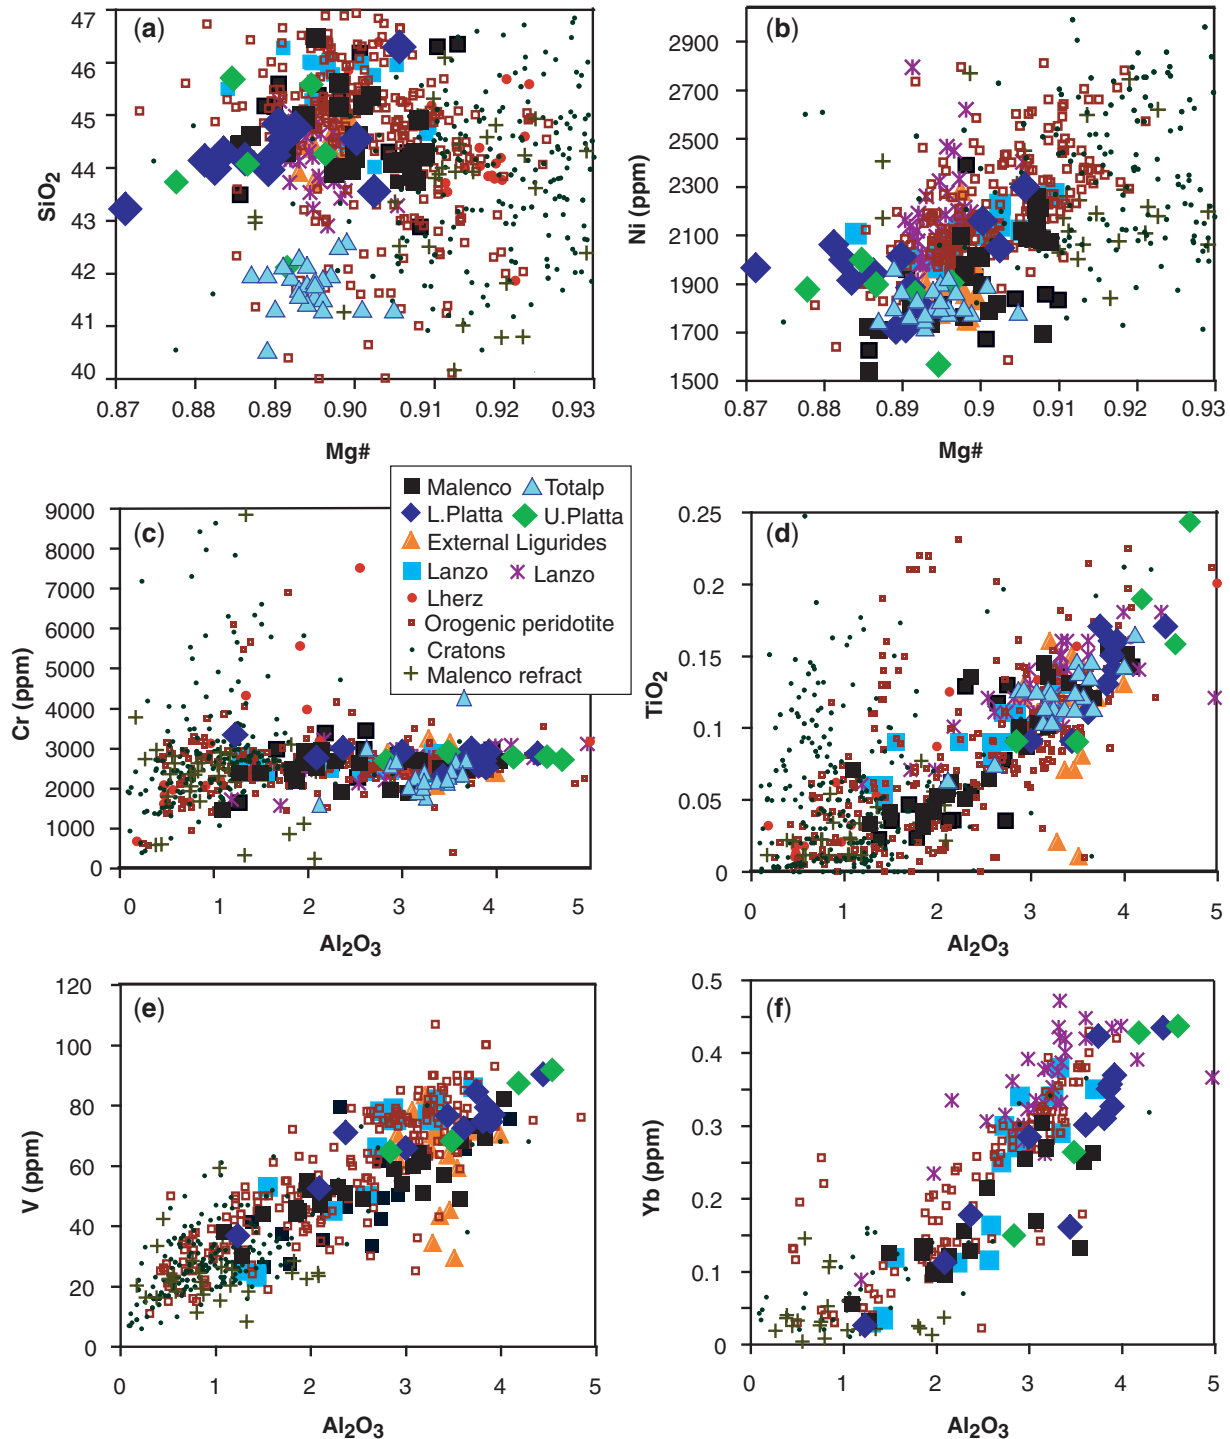 (a)
47
46
45
44
43
42
41
40
SiO2
0.87 0.88 0.89 0.90 0.91 0.92 0.93
Mg#
(b)
2900
2700
2500
2300
2100
1900
1700
1500
Ni (ppm)
0.87 0.88 0.89 0.9 0.91 0.92 0.93
Mg#
Malenco Totalp
L.Platta U.Platta
External Ligurides
Lanzo Lanzo
Lherz
Orogenic peridotite
Cratons
Malenco refract
(c)
9000
8000
7000
6000
5000
4000
3000
2000
1000
0
Cr (ppm)
0 1 2 3 4 5
Al2O3
(d)
0.25
0.2
0.15
0.1
0.05
0
TiO2
0 1 2 3 4 5
Al2O3
(e)
120
100
80
60
40
20
0
V (ppm)
0 1 2 3 4 5
Al2O3
(f)
0.5
0.4
0.3
0.2
0.1
0
Yb (ppm)
0 1 2 3 4 5
Al2O3